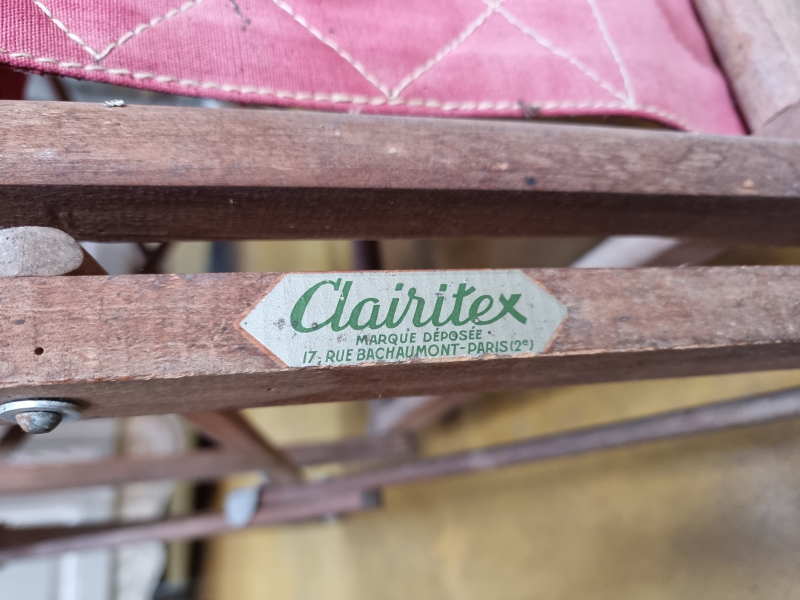 Clairitex
MARQUE DÉPOSÉE
17, RUE BACHAUMONT-PARIS (2e)